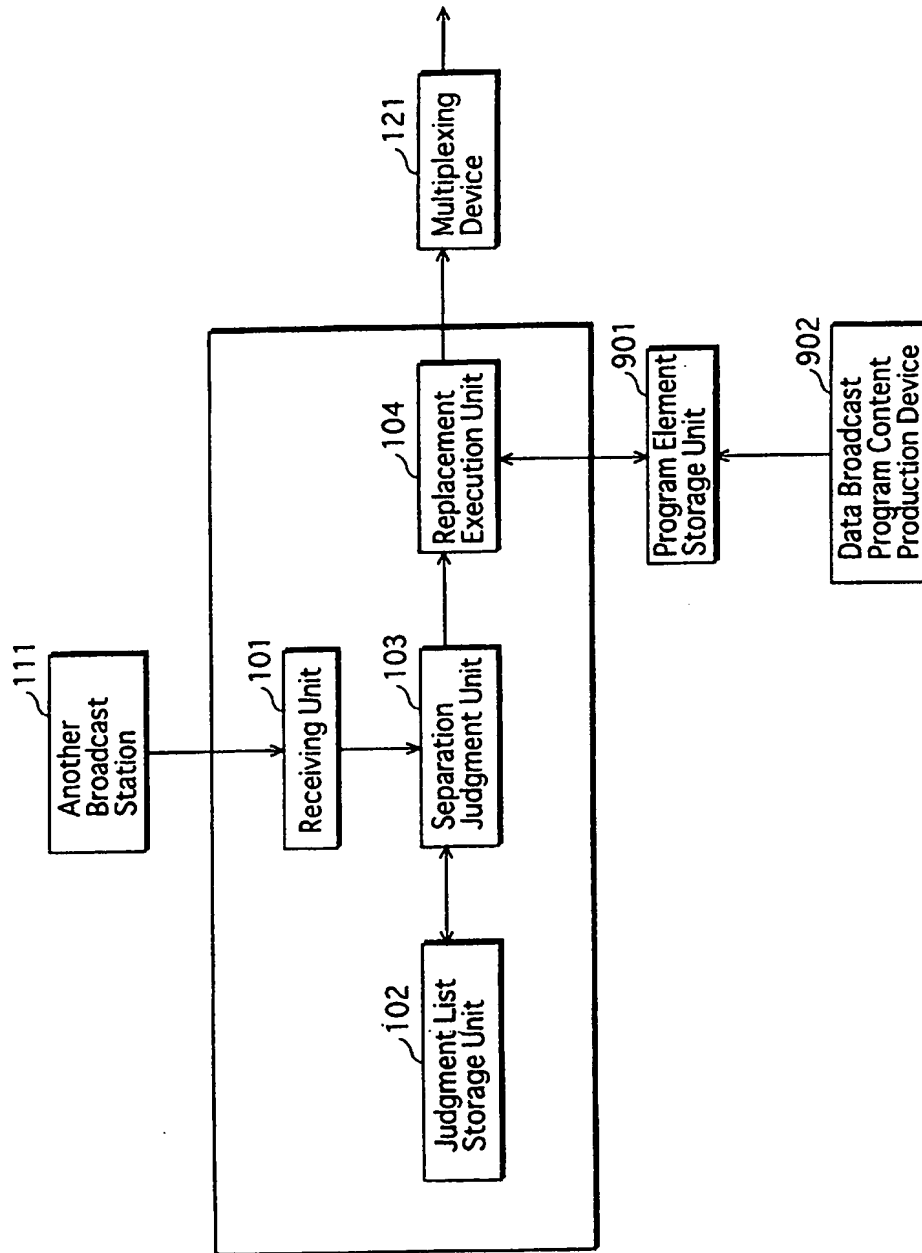 111
Another
Broadcast
Station
101
Receiving Unit
102
Judgment List
Storage Unit
103
Separation
Judgment Unit
104
Replacement
Execution Unit
121
Multiplexing
Device
901
Program Element
Storage Unit
902
Data Broadcast
Program Content
Production Device